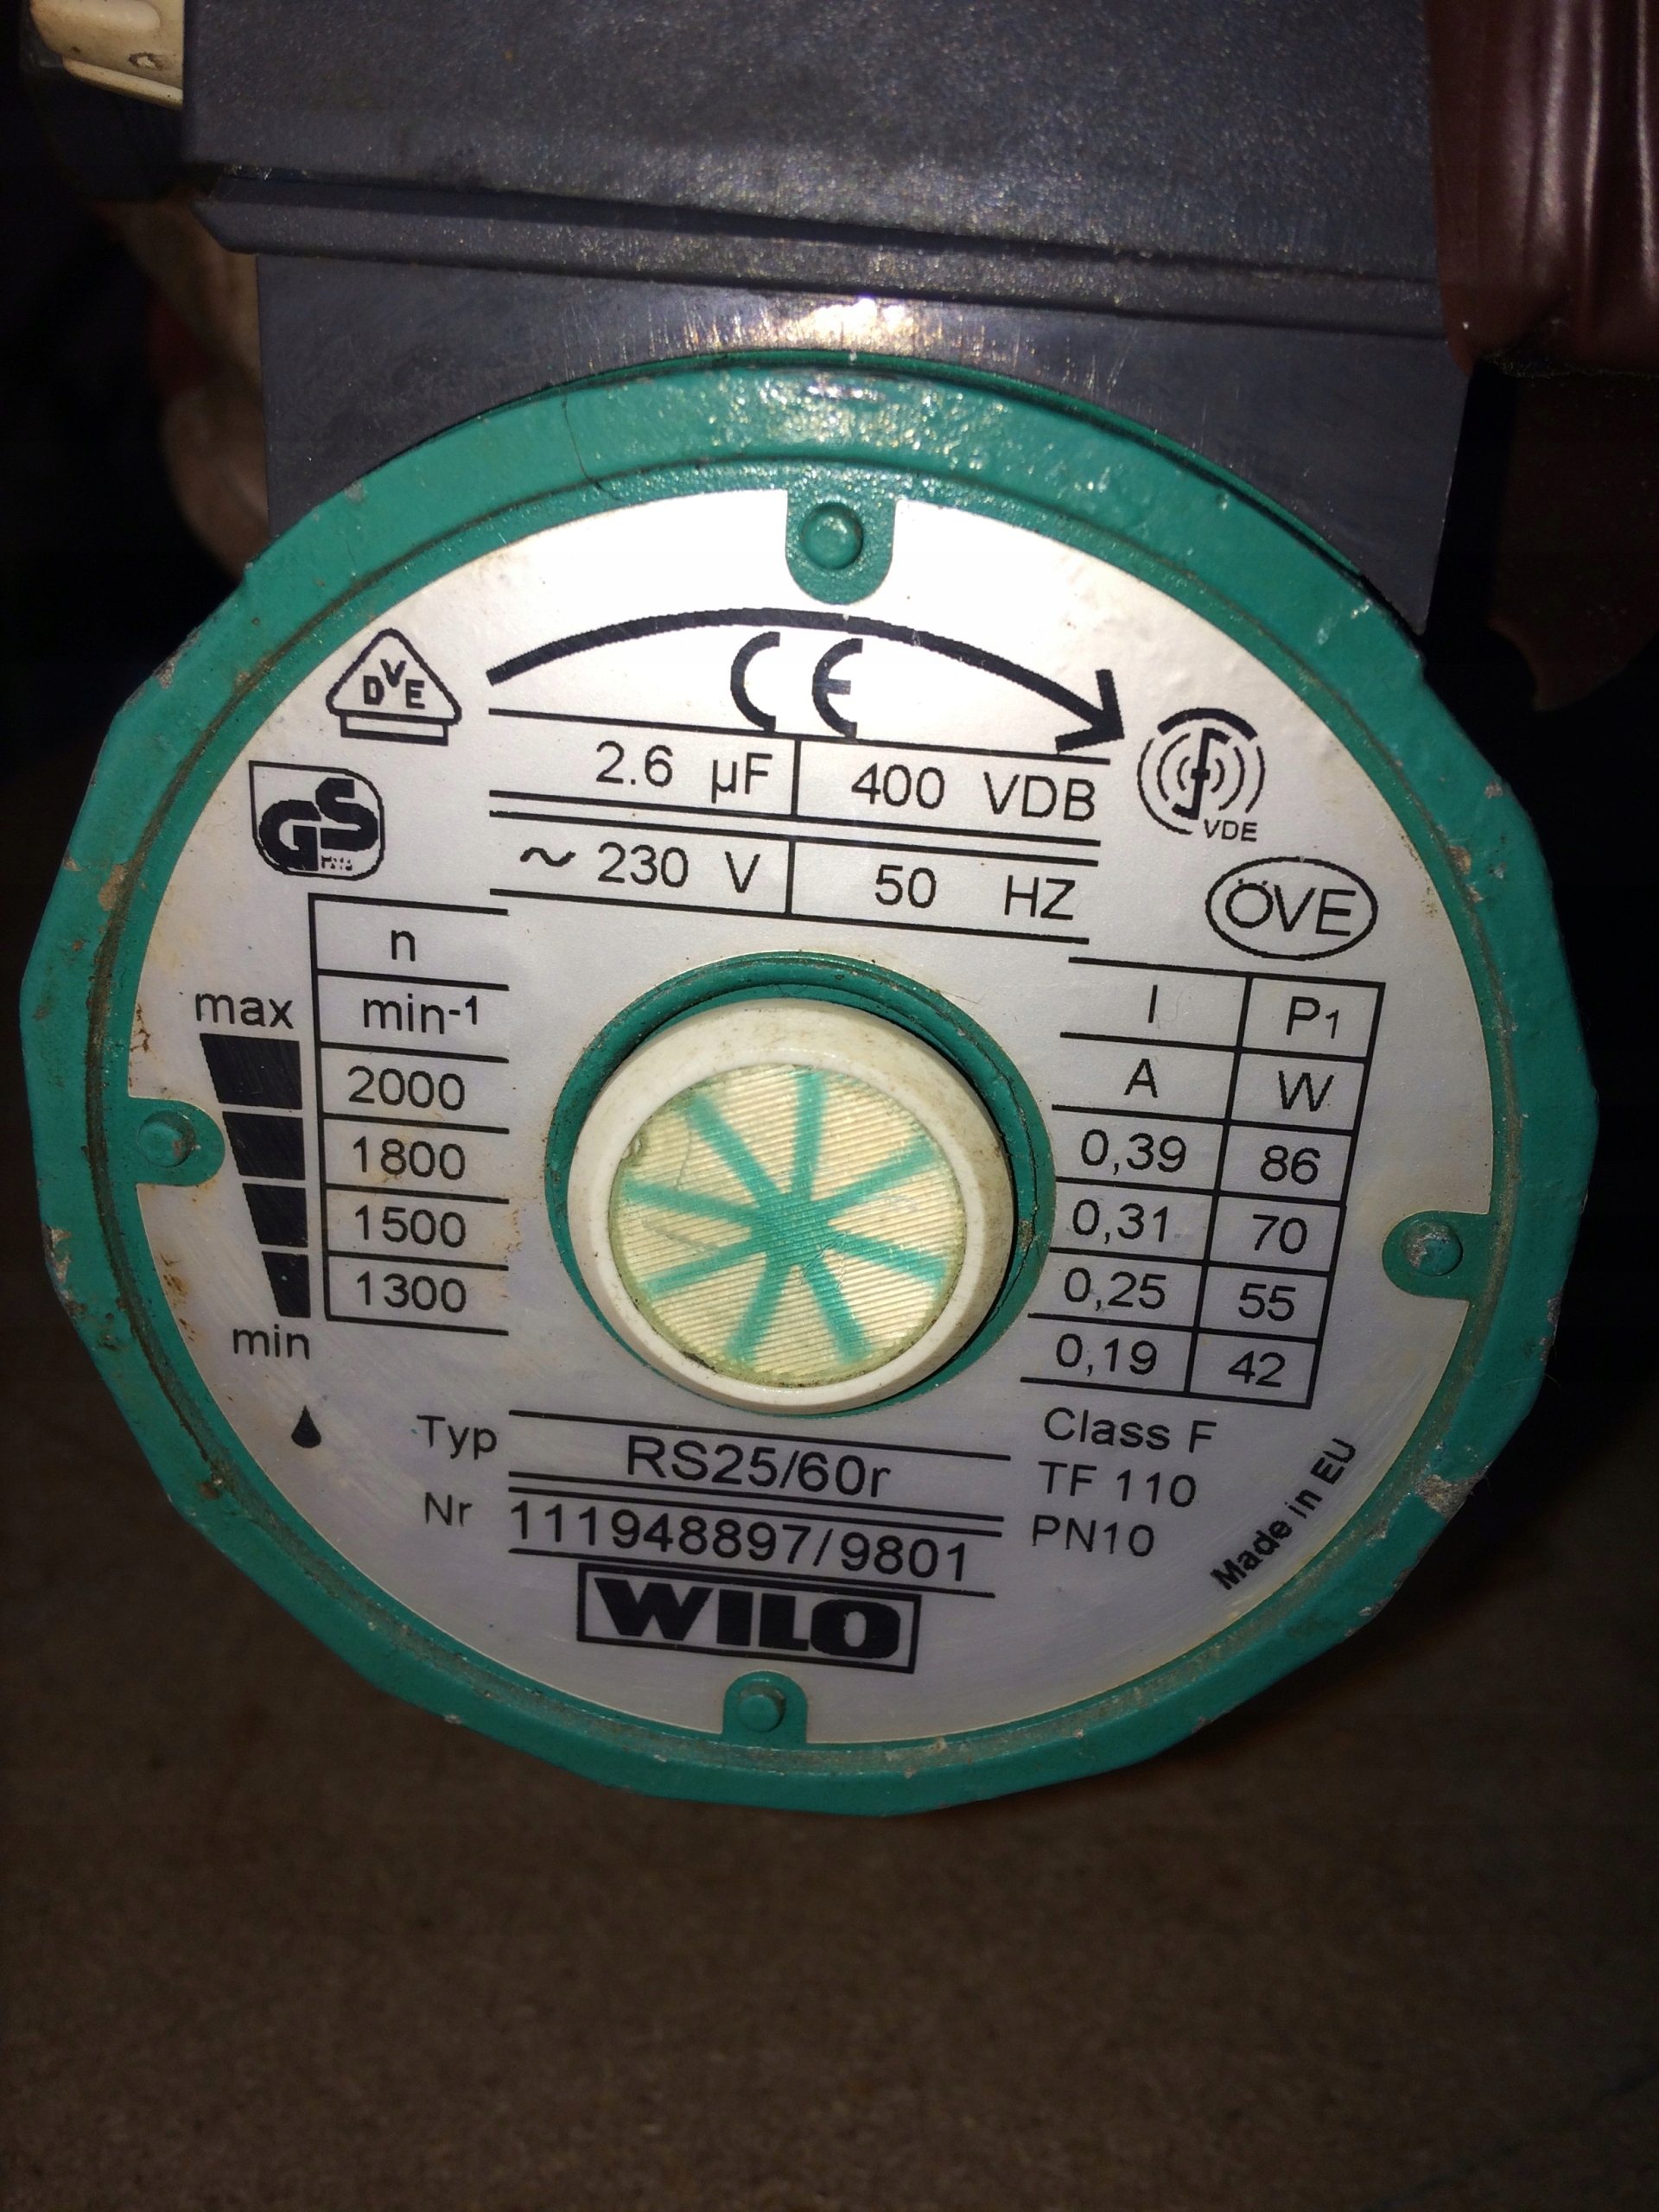 DVE
CE
2.6 µF 400 VDB
VDE
GS
~ 230 V 50 HZ
ÖVE
n
I P1
max min-1
A W
2000
0,39 86
1800
0,31 70
1500
0,25 55
1300
0,19 42
min
Typ RS25/60r
Class F
TF 110
Nr 111948897/9801
PN10
Made in EU
WILO